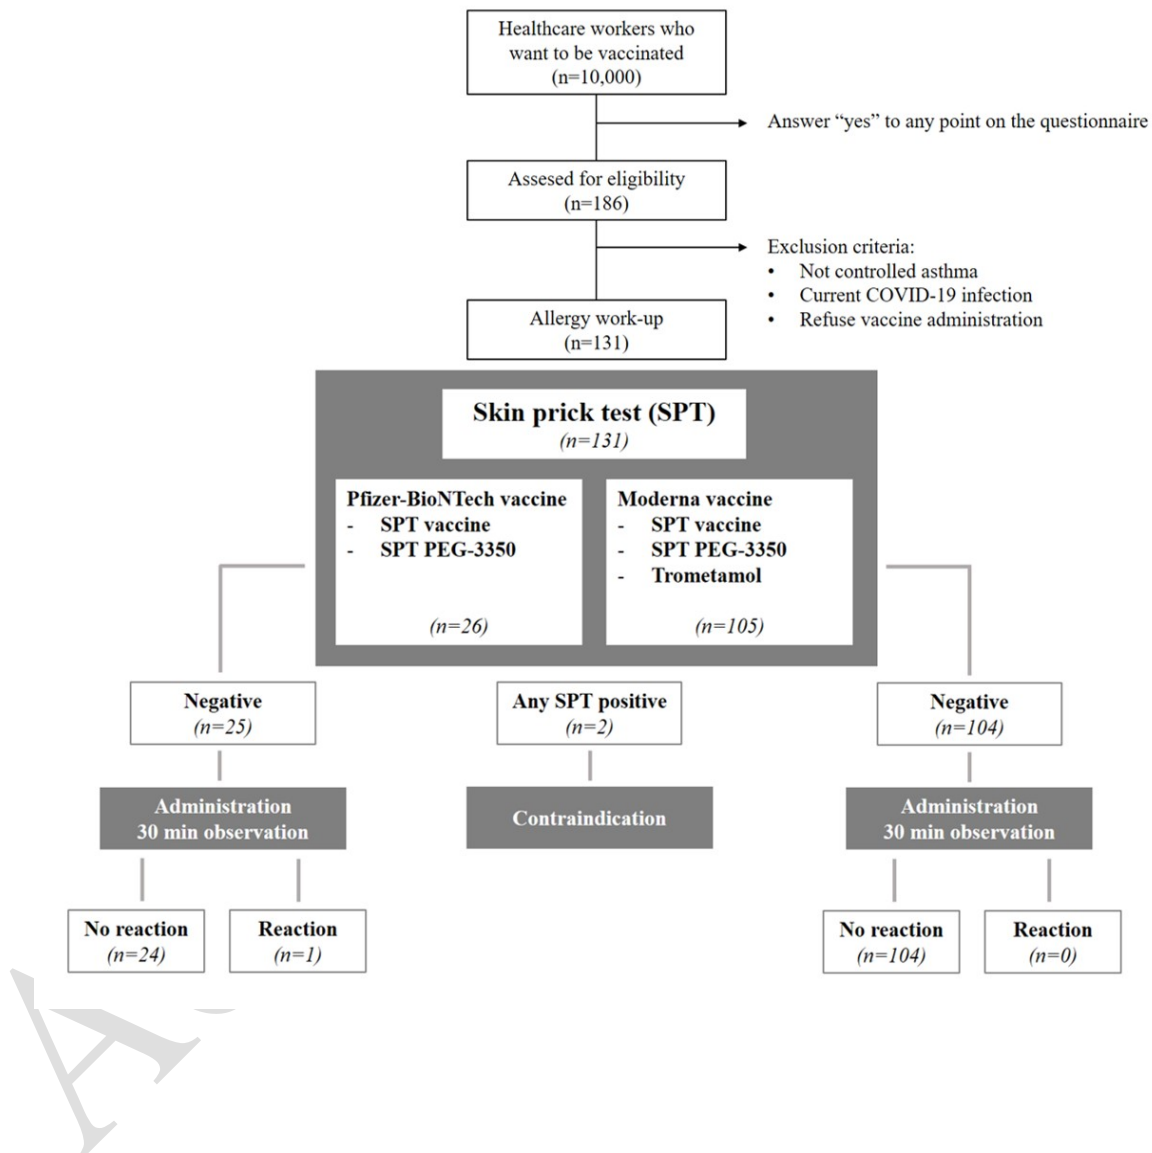 Healthcare workers who
want to be vaccinated
(n=10,000)
Answer “yes” to any point on the questionnaire
Assesed for eligibility
(n=186)
Exclusion criteria:
• Not controlled asthma
• Current COVID-19 infection
• Refuse vaccine administration
Allergy work-up
(n=131)
Skin prick test (SPT)
(n=131)
Pfizer-BioNTech vaccine
- SPT vaccine
- SPT PEG-3350
(n=26)
Moderna vaccine
- SPT vaccine
- SPT PEG-3350
- Trometamol
(n=105)
Negative
(n=25)
Any SPT positive
(n=2)
Negative
(n=104)
Administration
30 min observation
Contraindication
Administration
30 min observation
No reaction
(n=24)
Reaction
(n=1)
No reaction
(n=104)
Reaction
(n=0)